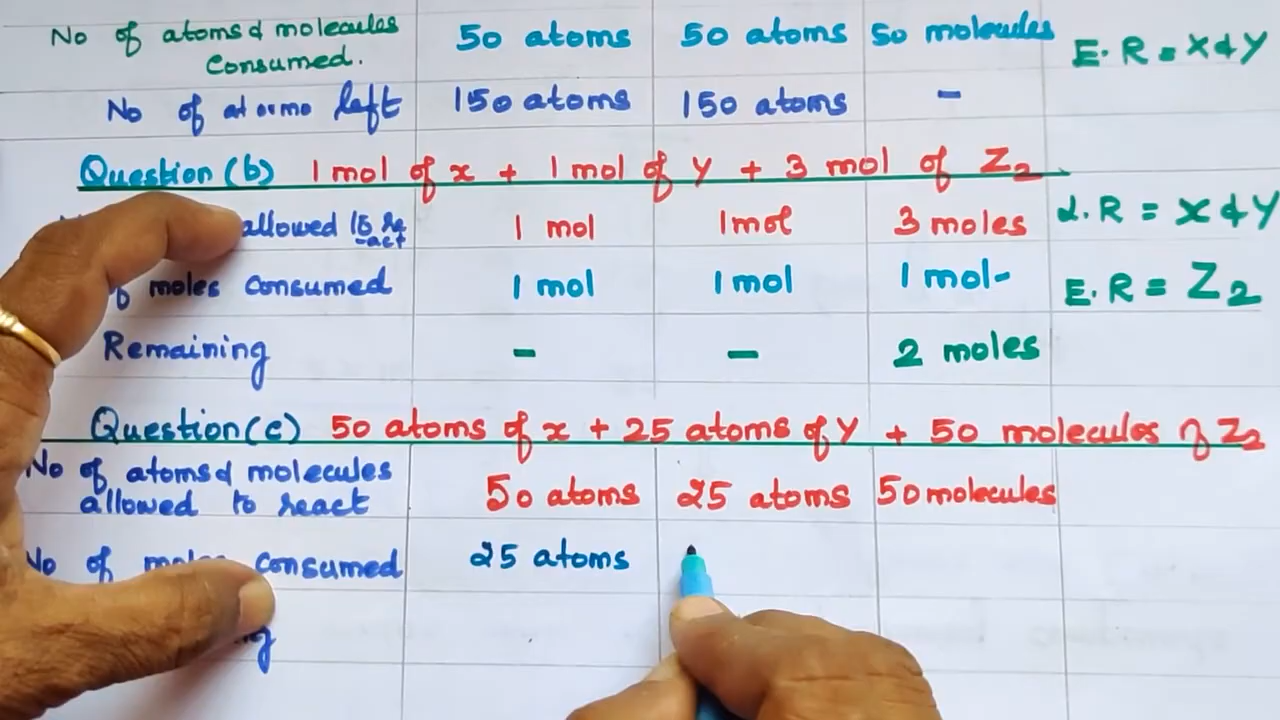 No of atoms & molecules consumed. 50 atoms 50 atoms 50 molecules E.R = X & Y
No of atoms left 150 atoms 150 atoms -
Question (b) 1 mol of x + 1 mol of Y + 3 mol of Z2
allowed to react 1 mol 1 mol 3 moles L.R = X & Y
of moles consumed 1 mol 1 mol 1 mol- E.R = Z2
Remaining - - 2 moles
Question (c) 50 atoms of x + 25 atoms of Y + 50 molecules of Z2
No of atoms & molecules allowed to react 50 atoms 25 atoms 50 molecules
No of consumed 25 atoms